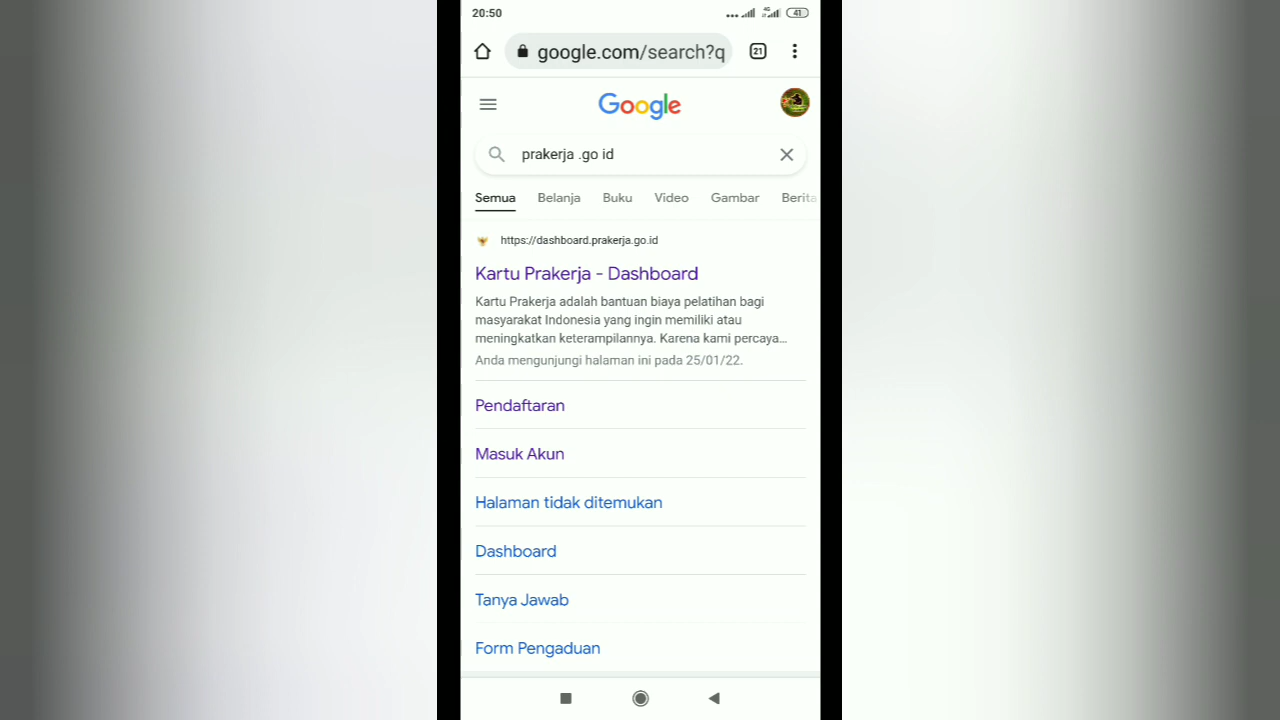 20:50
4G
41
google.com/search?q
21
Google
prakerja .go id
Semua Belanja Buku Video Gambar Berita
https://dashboard.prakerja.go.id
Kartu Prakerja - Dashboard
Kartu Prakerja adalah bantuan biaya pelatihan bagi
masyarakat Indonesia yang ingin memiliki atau
meningkatkan keterampilannya. Karena kami percaya...
Anda mengunjungi halaman ini pada 25/01/22.
Pendaftaran
Masuk Akun
Halaman tidak ditemukan
Dashboard
Tanya Jawab
Form Pengaduan